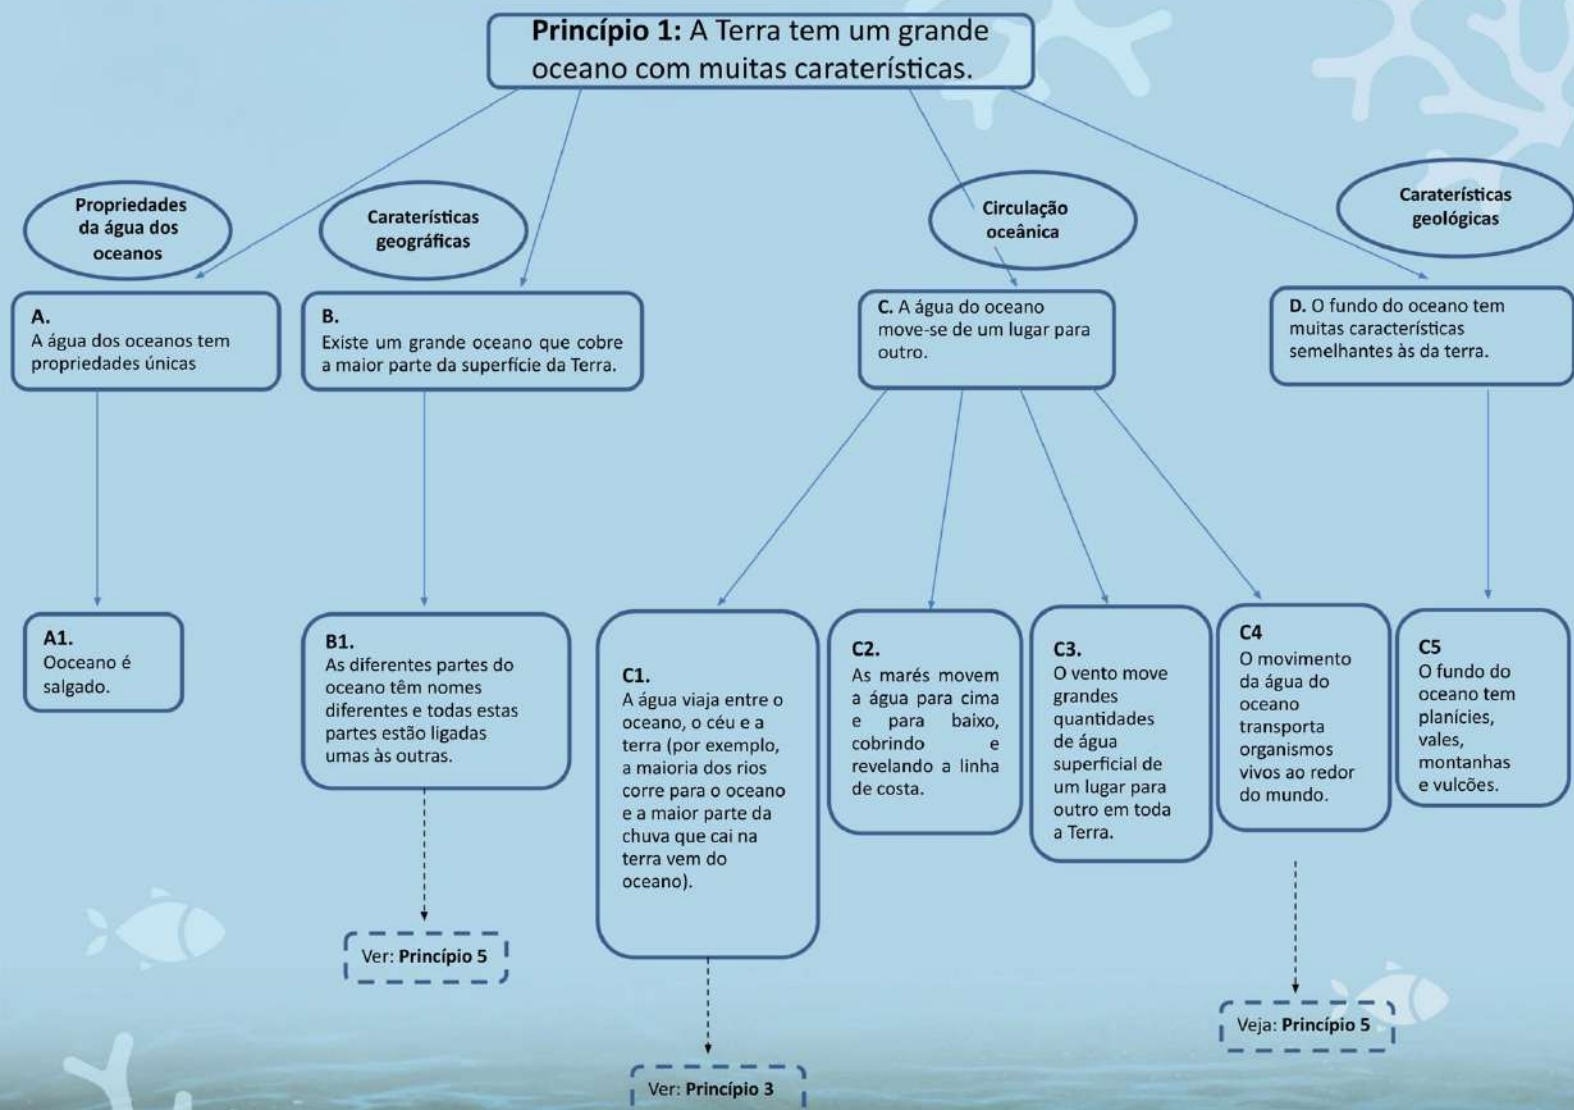 Princípio 1: A Terra tem um grande
oceano com muitas caraterísticas.
Propriedades
da água dos
oceanos
Caraterísticas
geográficas
Circulação
oceânica
Caraterísticas
geológicas
A.
A água dos oceanos tem
propriedades únicas
B.
Existe um grande oceano que cobre
a maior parte da superfície da Terra.
C. A água do oceano
move-se de um lugar para
outro.
D. O fundo do oceano tem
muitas características
semelhantes às da terra.
A1.
Ooceano é
salgado.
B1.
As diferentes partes do
oceano têm nomes
diferentes e todas estas
partes estão ligadas
umas às outras.
C1.
A água viaja entre o
oceano, o céu e a
terra (por exemplo,
a maioria dos rios
corre para o oceano
e a maior parte da
chuva que cai na
terra vem do
oceano).
C2.
As marés movem
a água para cima
e para baixo,
cobrindo e
revelando a linha
de costa.
C3.
O vento move
grandes
quantidades
de água
superficial de
um lugar para
outro em toda
a Terra.
C4
O movimento
da água do
oceano
transporta
organismos
vivos ao redor
do mundo.
C5
O fundo do
oceano tem
planícies,
vales,
montanhas
e vulcões.
Ver: Princípio 5
Ver: Princípio 3
Veja: Princípio 5